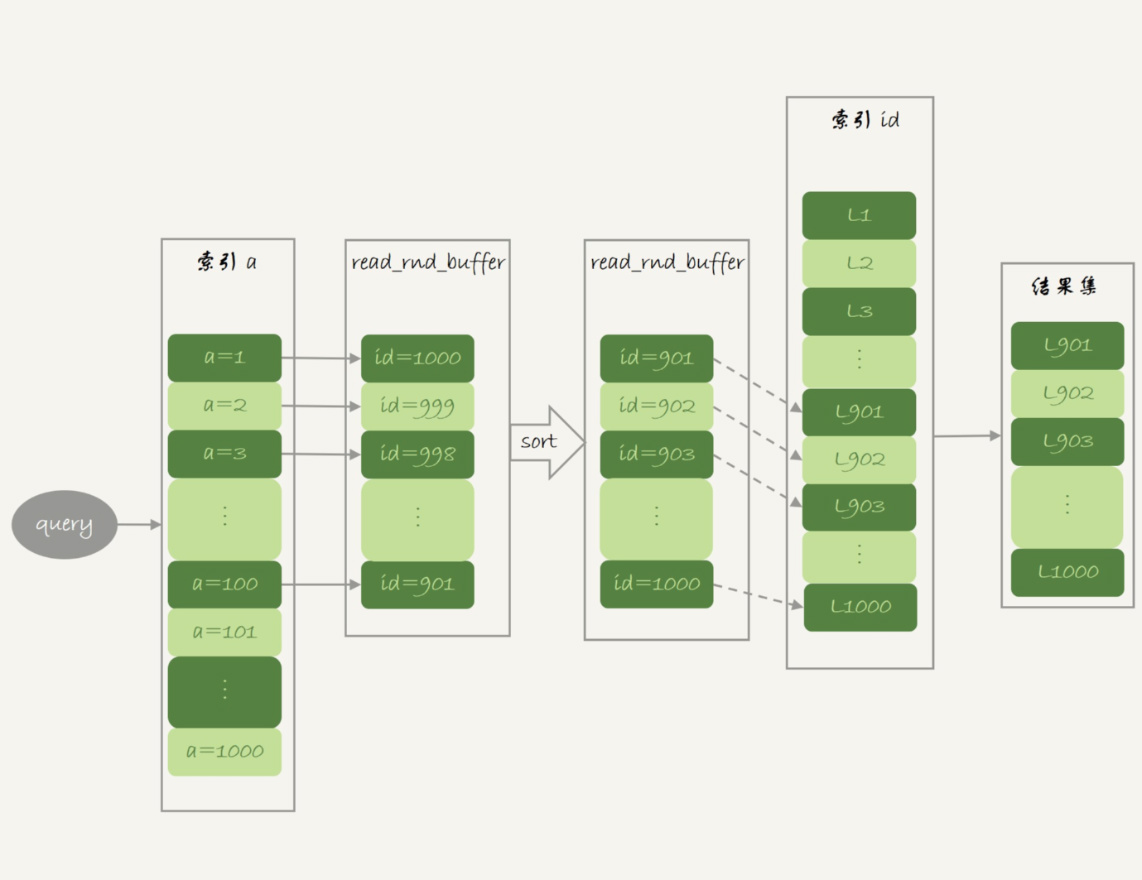 query
索引 a
a=1
a=2
a=3
⋮
a=100
a=101
⋮
a=1000
read_rnd_buffer
id=1000
id=999
id=998
⋮
id=901
sort
read_rnd_buffer
id=901
id=902
id=903
⋮
id=1000
索引 id
L1
L2
L3
⋮
L901
L902
L903
⋮
L1000
结果集
L901
L902
L903
⋮
L1000